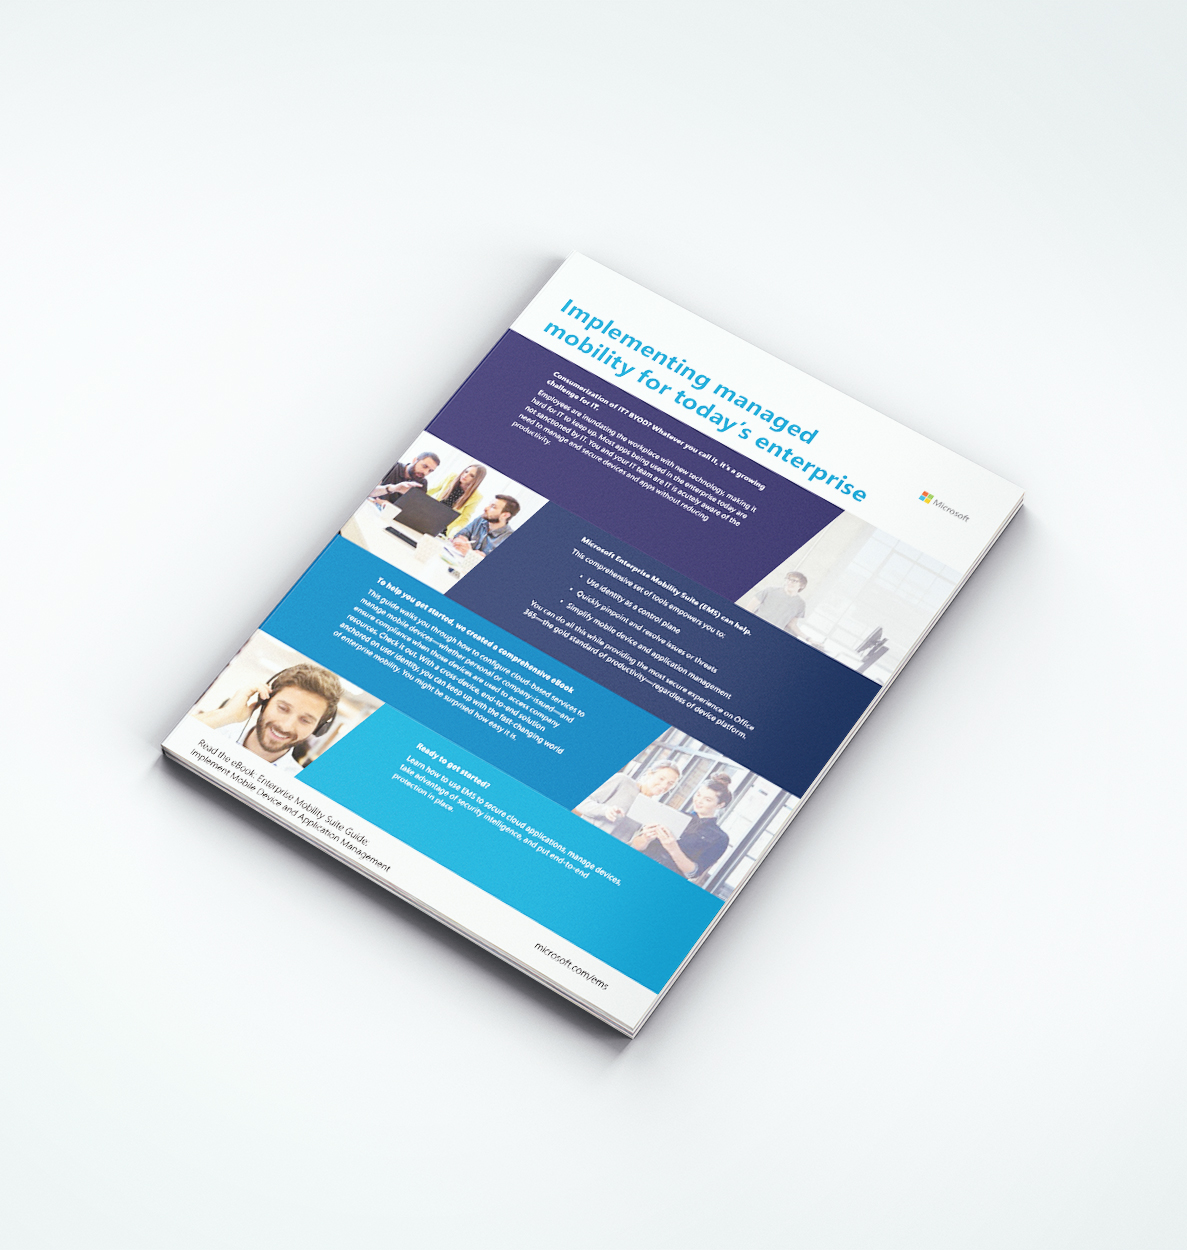 Implementing managed
mobility for today's enterprise
Microsoft
Consumerization of IT? BYOD? Whatever you call it, it's a growing
challenge for IT.
Employees are inundating the workplace with new technology, making it
hard for IT to keep up. Most apps being used in the enterprise today are
not sanctioned by IT. You and your IT team are IT is acutely aware of the
need to manage and secure devices and apps without reducing
productivity.
Microsoft Enterprise Mobility Suite (EMS) can help.
This comprehensive set of tools empowers you to:
• Use identity as a control plane
• Quickly pinpoint and resolve issues or threats
• Simplify mobile device and application management
You can do all this while providing the most secure experience on Office
365—the gold standard of productivity—regardless of device platform.
To help you get started, we created a comprehensive eBook
This guide walks you through how to configure cloud-based services to
manage mobile devices—whether personal or company-issued—and
ensure compliance when those devices are used to access company
resources. Check it out. With a cross-device, end-to-end solution
anchored on user identity, you can keep up with the fast-changing world
of enterprise mobility. You might be surprised how easy it is.
Ready to get started?
Learn how to use EMS to secure cloud applications, manage devices,
take advantage of security intelligence, and put end-to-end
protection in place.
Read the eBook: Enterprise Mobility Suite Guide:
Implement Mobile Device and Application Management
microsoft.com/ems